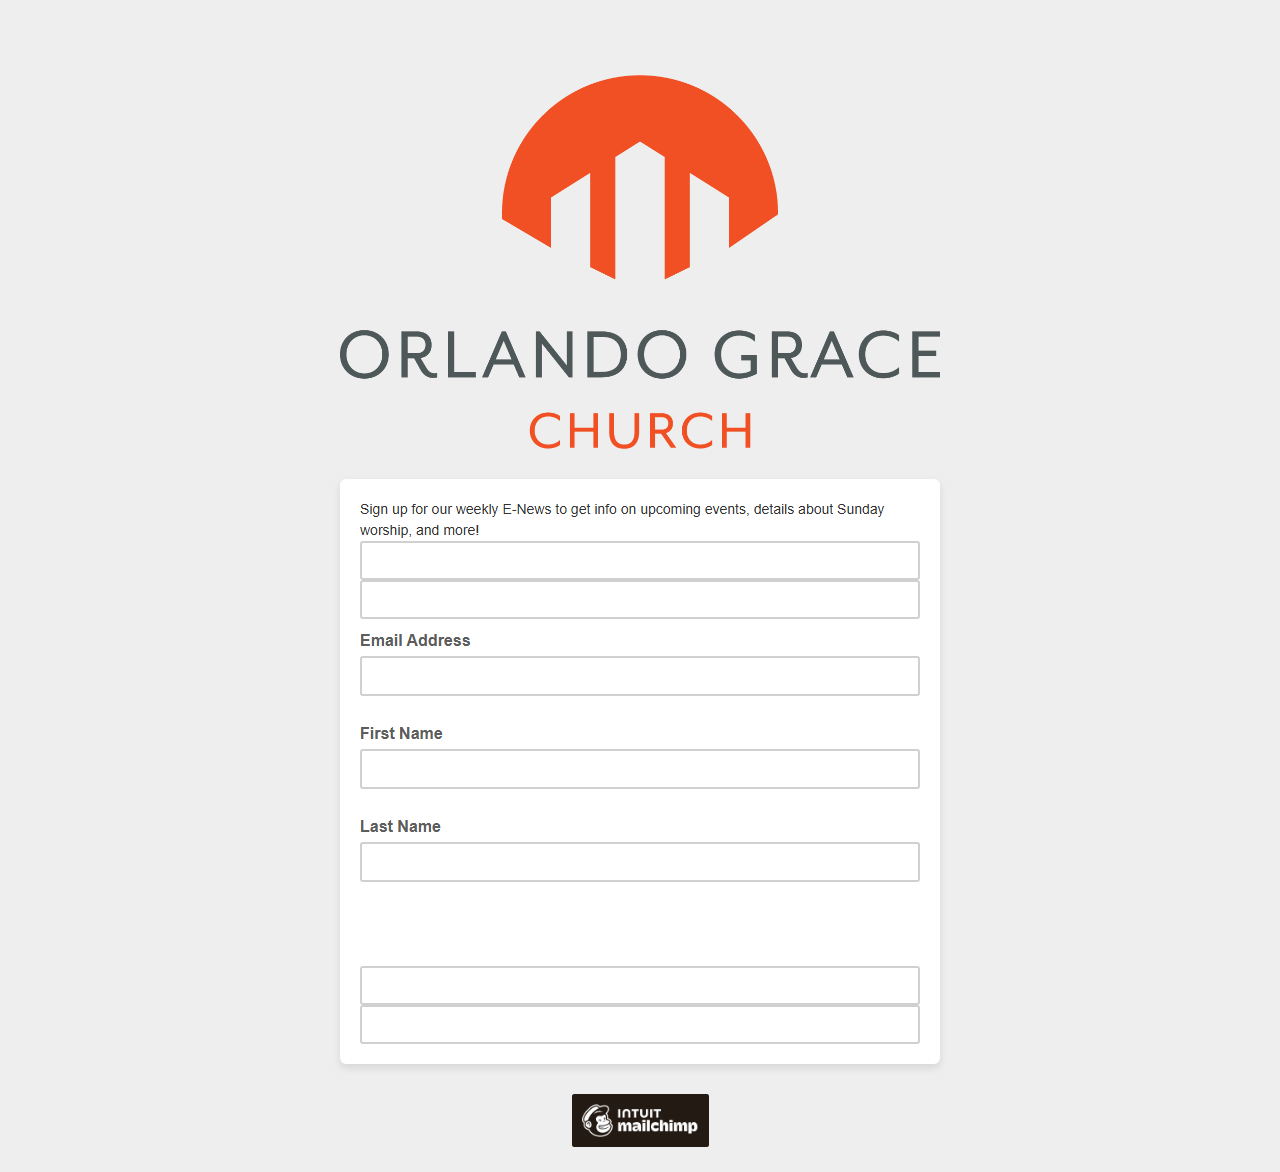 ORLANDO GRACE
CHURCH
Sign up for our weekly E-News to get info on upcoming events, details about Sunday
worship, and more!
Email Address
First Name
Last Name
INTUIT
mailchimp